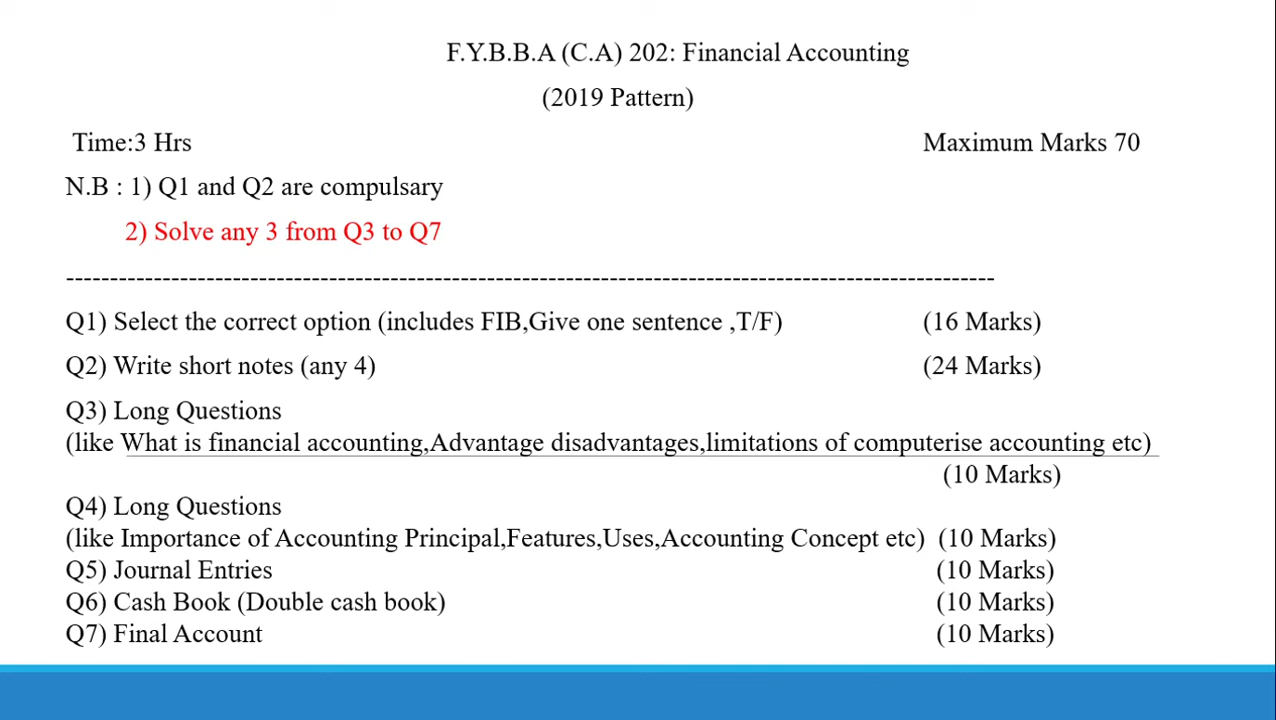 F.Y.B.B.A (C.A) 202: Financial Accounting
(2019 Pattern)
Time:3 Hrs Maximum Marks 70
N.B : 1) Q1 and Q2 are compulsary
2) Solve any 3 from Q3 to Q7
--------------------------------------------------------------------------------------------------------
Q1) Select the correct option (includes FIB,Give one sentence ,T/F) (16 Marks)
Q2) Write short notes (any 4) (24 Marks)
Q3) Long Questions
(like What is financial accounting,Advantage disadvantages,limitations of computerise accounting etc)
(10 Marks)
Q4) Long Questions
(like Importance of Accounting Principal,Features,Uses,Accounting Concept etc) (10 Marks)
Q5) Journal Entries (10 Marks)
Q6) Cash Book (Double cash book) (10 Marks)
Q7) Final Account (10 Marks)